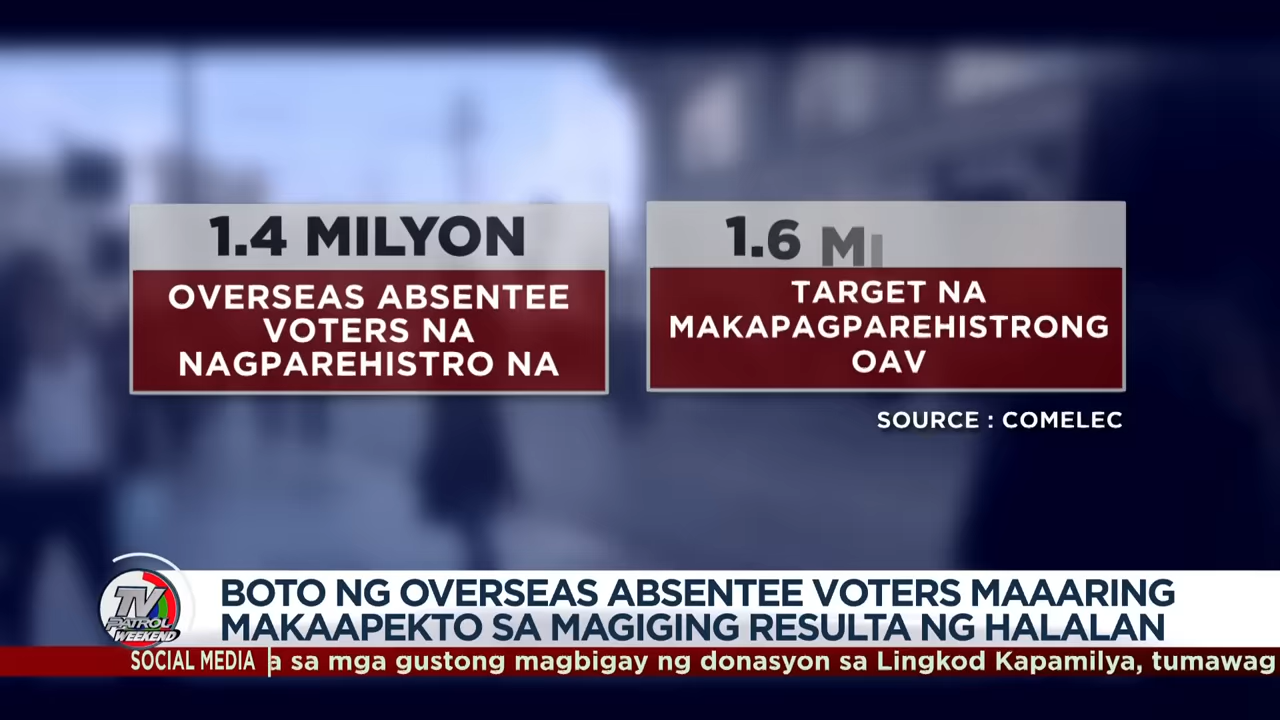 1.4 MILYON
OVERSEAS ABSENTEE
VOTERS NA
NAGPAREHISTRO NA
1.6 MI
TARGET NA
MAKAPAGPAREHISTRONG
OAV
SOURCE : COMELEC
TV
PATROL
WEEKEND
BOTO NG OVERSEAS ABSENTEE VOTERS MAAARING
MAKAAPEKTO SA MAGIGING RESULTA NG HALALAN
SOCIAL MEDIA a sa mga gustong magbigay ng donasyon sa Lingkod Kapamilya, tumawag